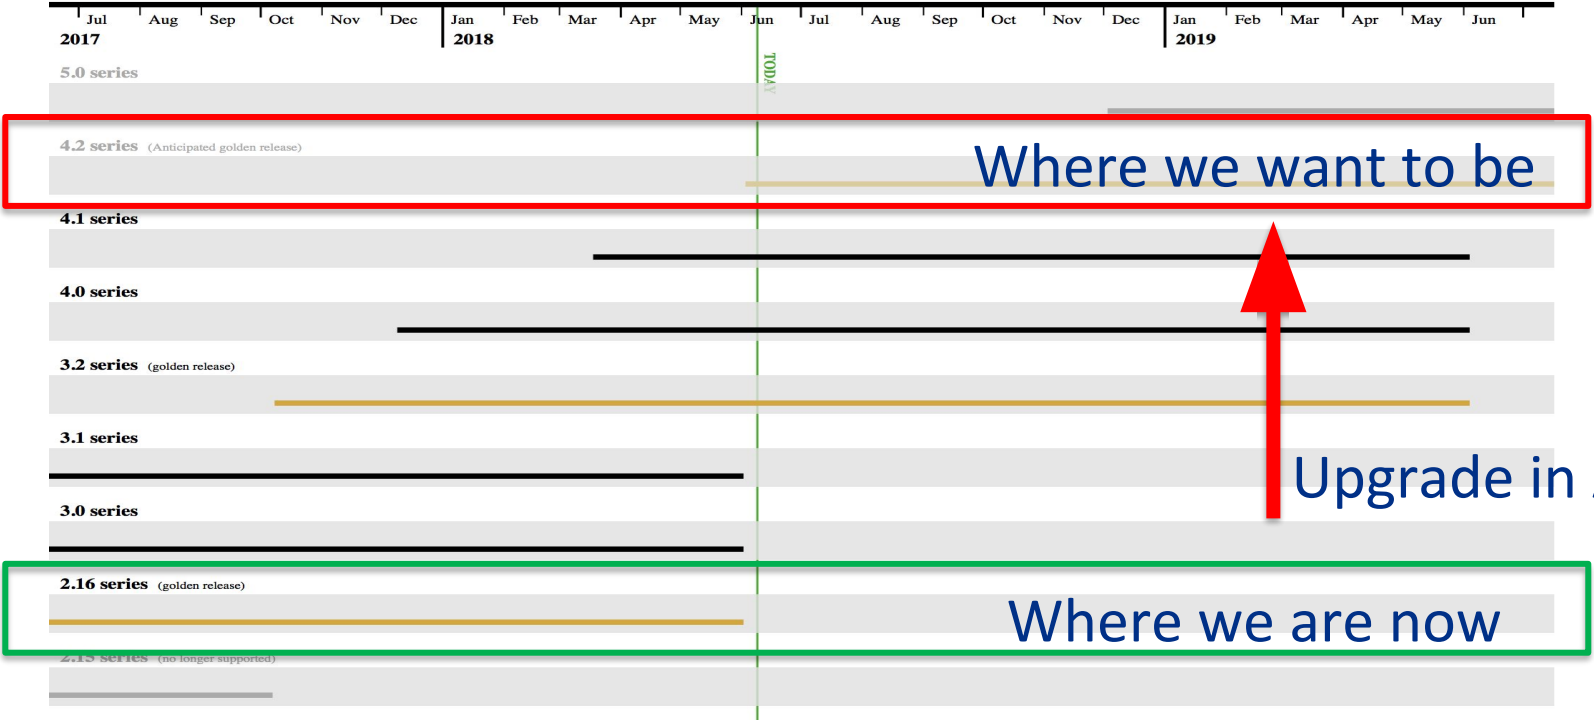 Jul Aug Sep Oct Nov Dec Jan Feb Mar Apr May Jun Jul Aug Sep Oct Nov Dec Jan Feb Mar Apr May Jun
2017 2018 2019
TODAY
5.0 series
4.2 series (Anticipated golden release)
Where we want to be
4.1 series
4.0 series
3.2 series (golden release)
3.1 series
Upgrade in
3.0 series
2.16 series (golden release)
Where we are now
2.15 series (no longer supported)